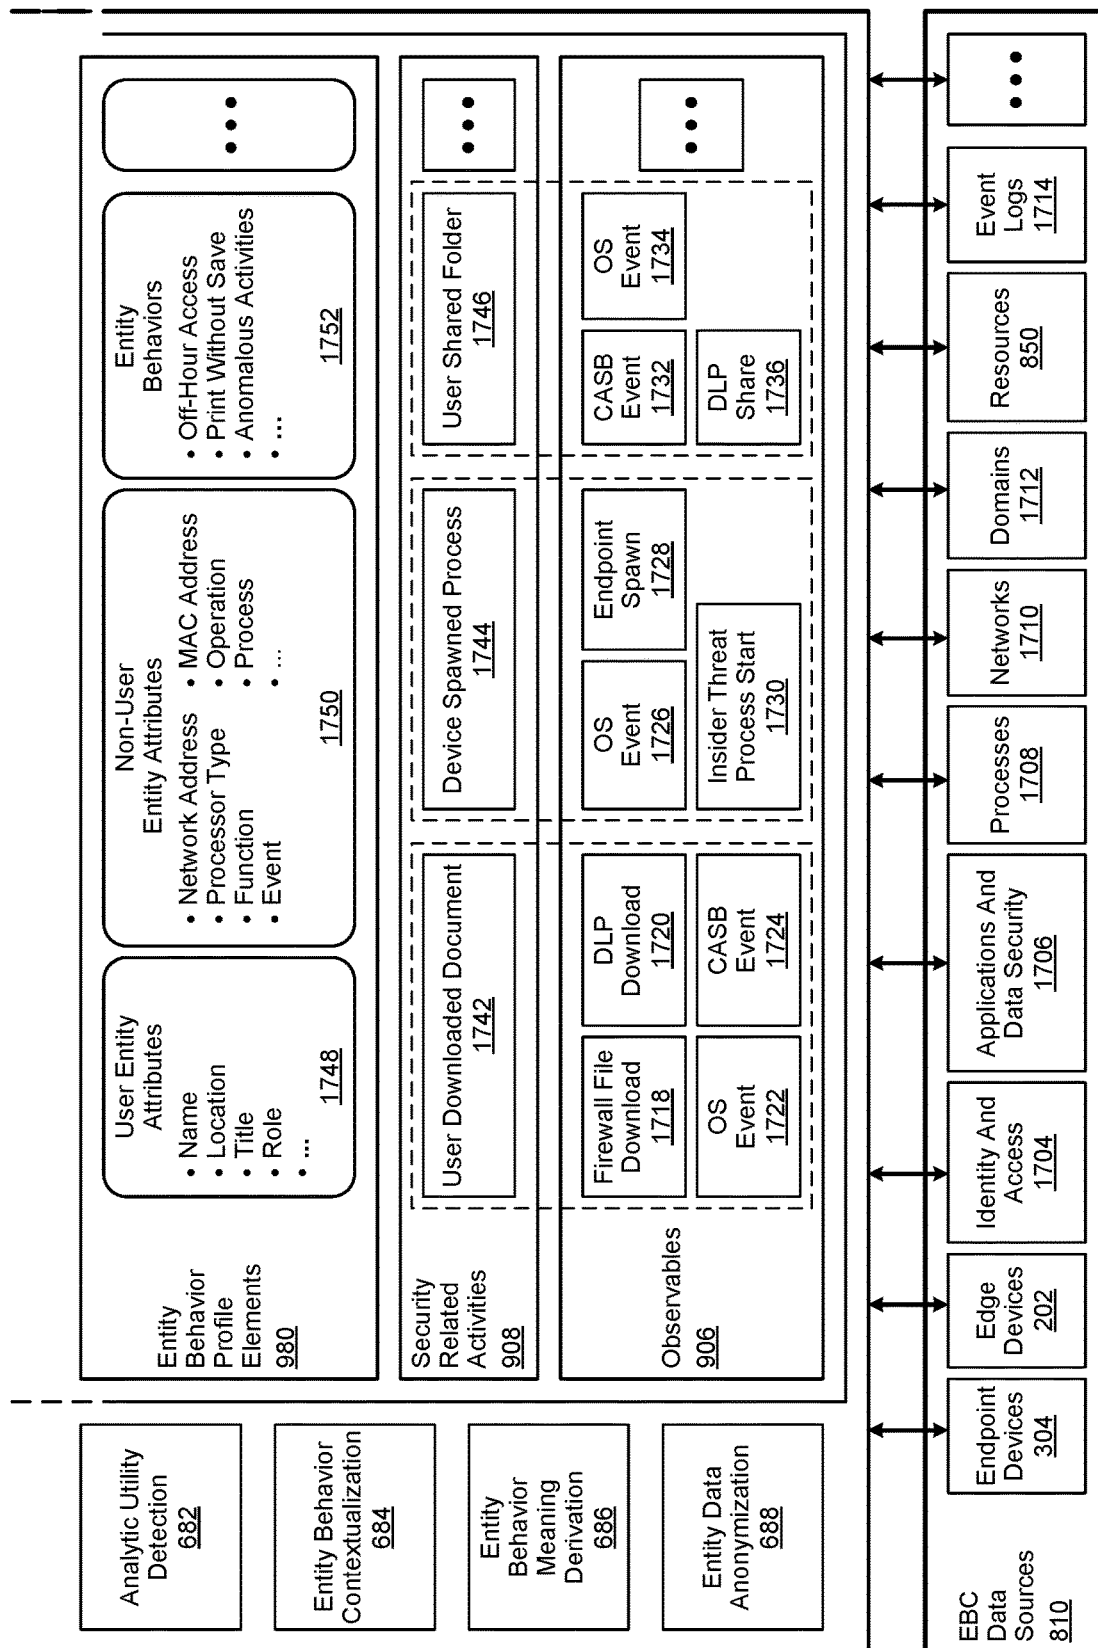 Analytic Utility
Detection
682
Entity Behavior
Contextualization
684
Entity
Behavior
Meaning
Derivation
686
Entity Data
Anonymization
688
Entity
Behavior
Profile
Elements
980
User Entity
Attributes
• Name
• Location
• Title
• Role
• ...
1748
Non-User
Entity Attributes
• Network Address
• Processor Type
• Function
• Event
• MAC Address
• Operation
• Process
• ...
1750
Entity
Behaviors
• Off-Hour Access
• Print Without Save
• Anomalous Activities
• ...
1752
• • •
Security
Related
Activities
908
User Downloaded Document
1742
Device Spawned Process
1744
User Shared Folder
1746
• • •
Observables
906
Firewall File
Download
1718
DLP
Download
1720
OS
Event
1722
CASB
Event
1724
OS
Event
1726
Endpoint
Spawn
1728
Insider Threat
Process Start
1730
CASB
Event
1732
OS
Event
1734
DLP
Share
1736
• • •
EBC
Data
Sources
810
Endpoint
Devices
304
Edge
Devices
202
Identity And
Access
1704
Applications And
Data Security
1706
Processes
1708
Networks
1710
Domains
1712
Resources
850
Event
Logs
1714
• • •